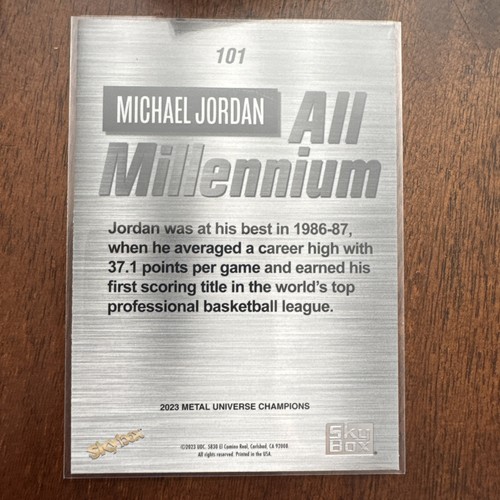 101
MICHAEL JORDAN
All
Millennium
Jordan was at his best in 1986-87,
when he averaged a career high with
37.1 points per game and earned his
first scoring title in the world's top
professional basketball league.
2023 METAL UNIVERSE CHAMPIONS
Skybox
©2023 UDC. 5830 El Camino Real, Carlsbad, CA 92008.
All rights reserved. Printed in the USA.
SKY
BOX